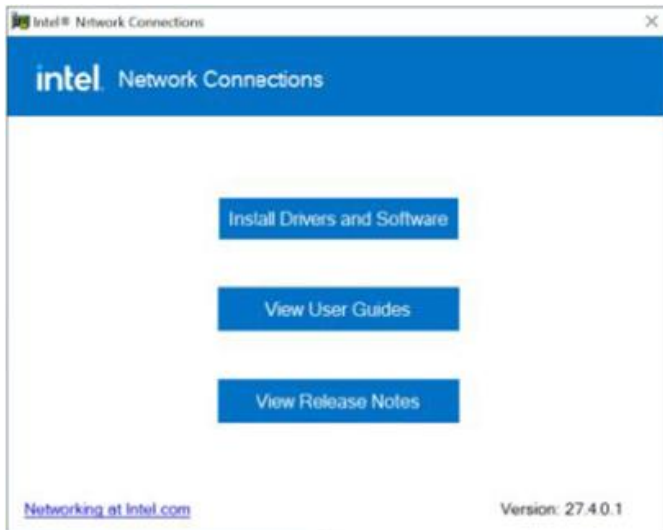 Intel® Network Connections
intel. Network Connections
Install Drivers and Software
View User Guides
View Release Notes
Networking at Intel.com
Version: 27.4.0.1